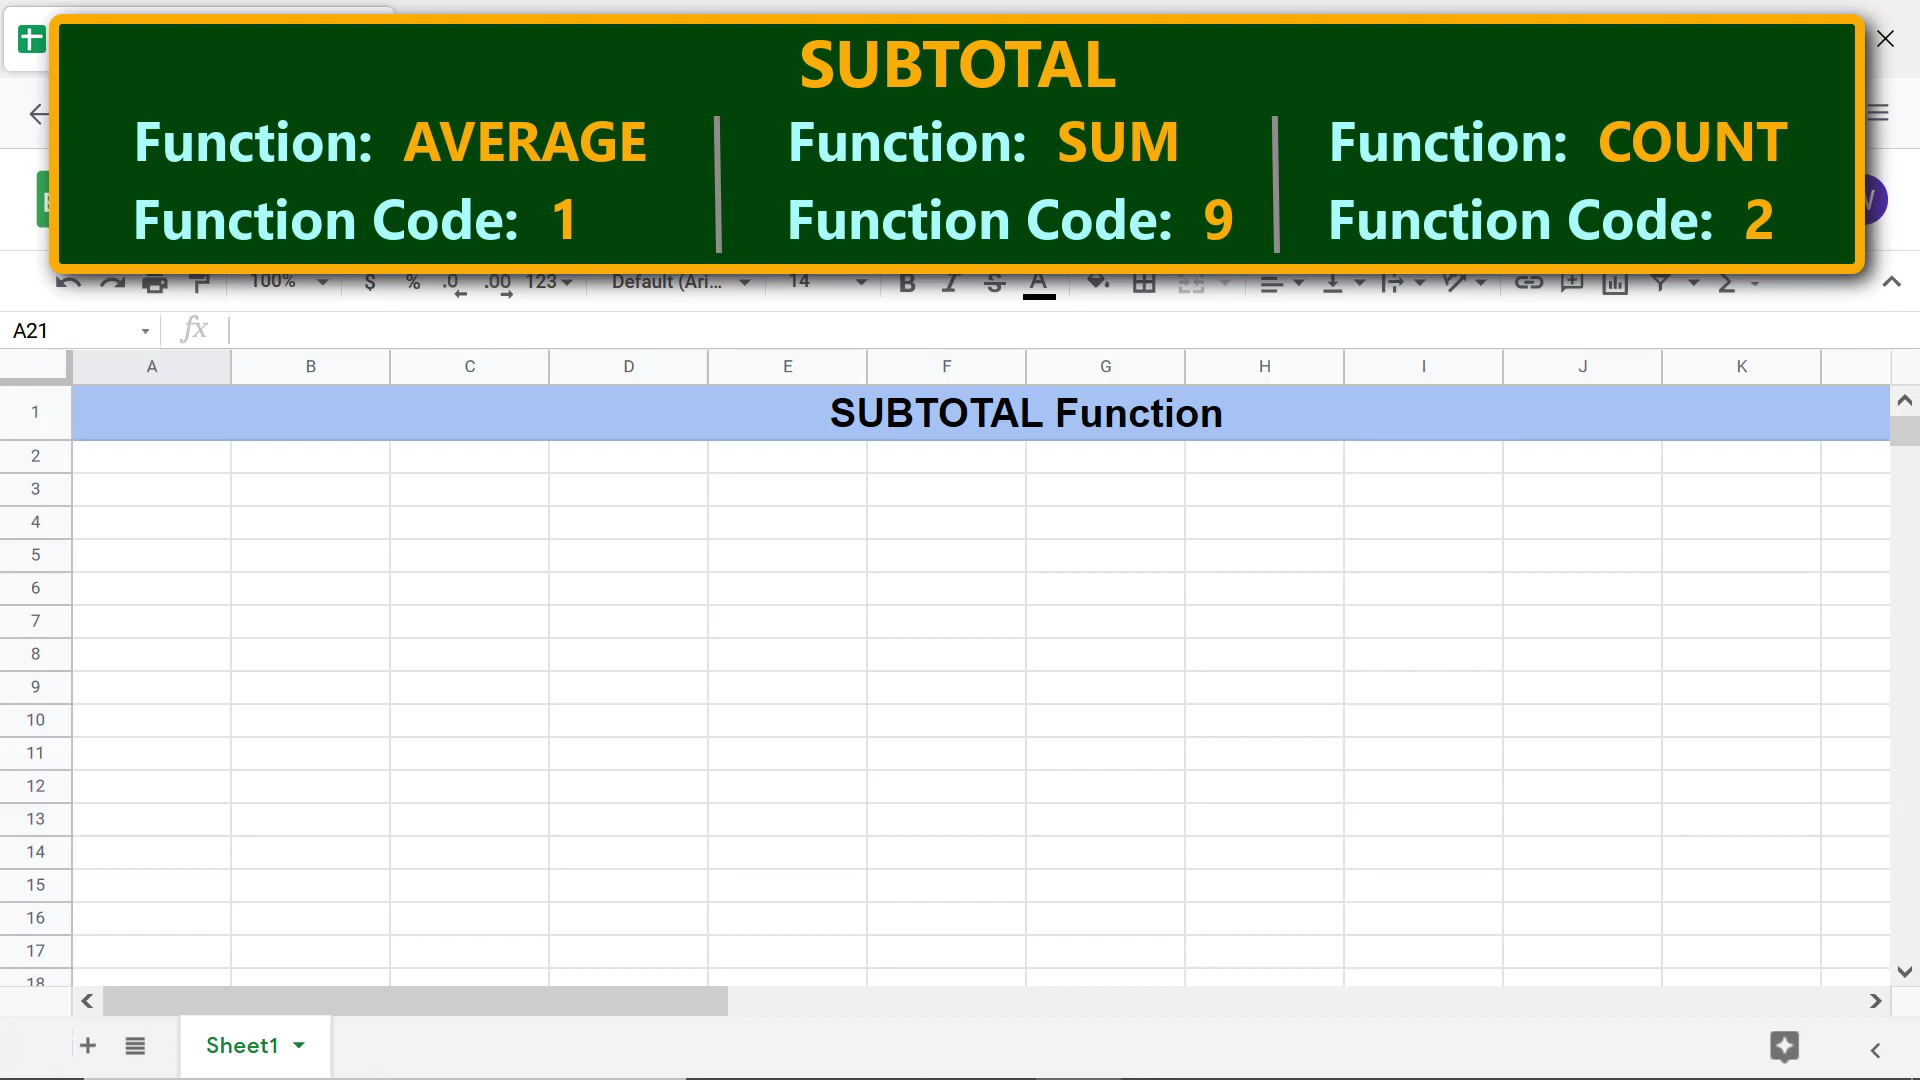 SUBTOTAL
Function: AVERAGE
Function Code: 1
Function: SUM
Function Code: 9
Function: COUNT
Function Code: 2
100% $ % .0 .00 123 Default (Ari... 14 B I S A
A21 fx
A B C D E F G H I J K
1 SUBTOTAL Function
2
3
4
5
6
7
8
9
10
11
12
13
14
15
16
17
18
Sheet1